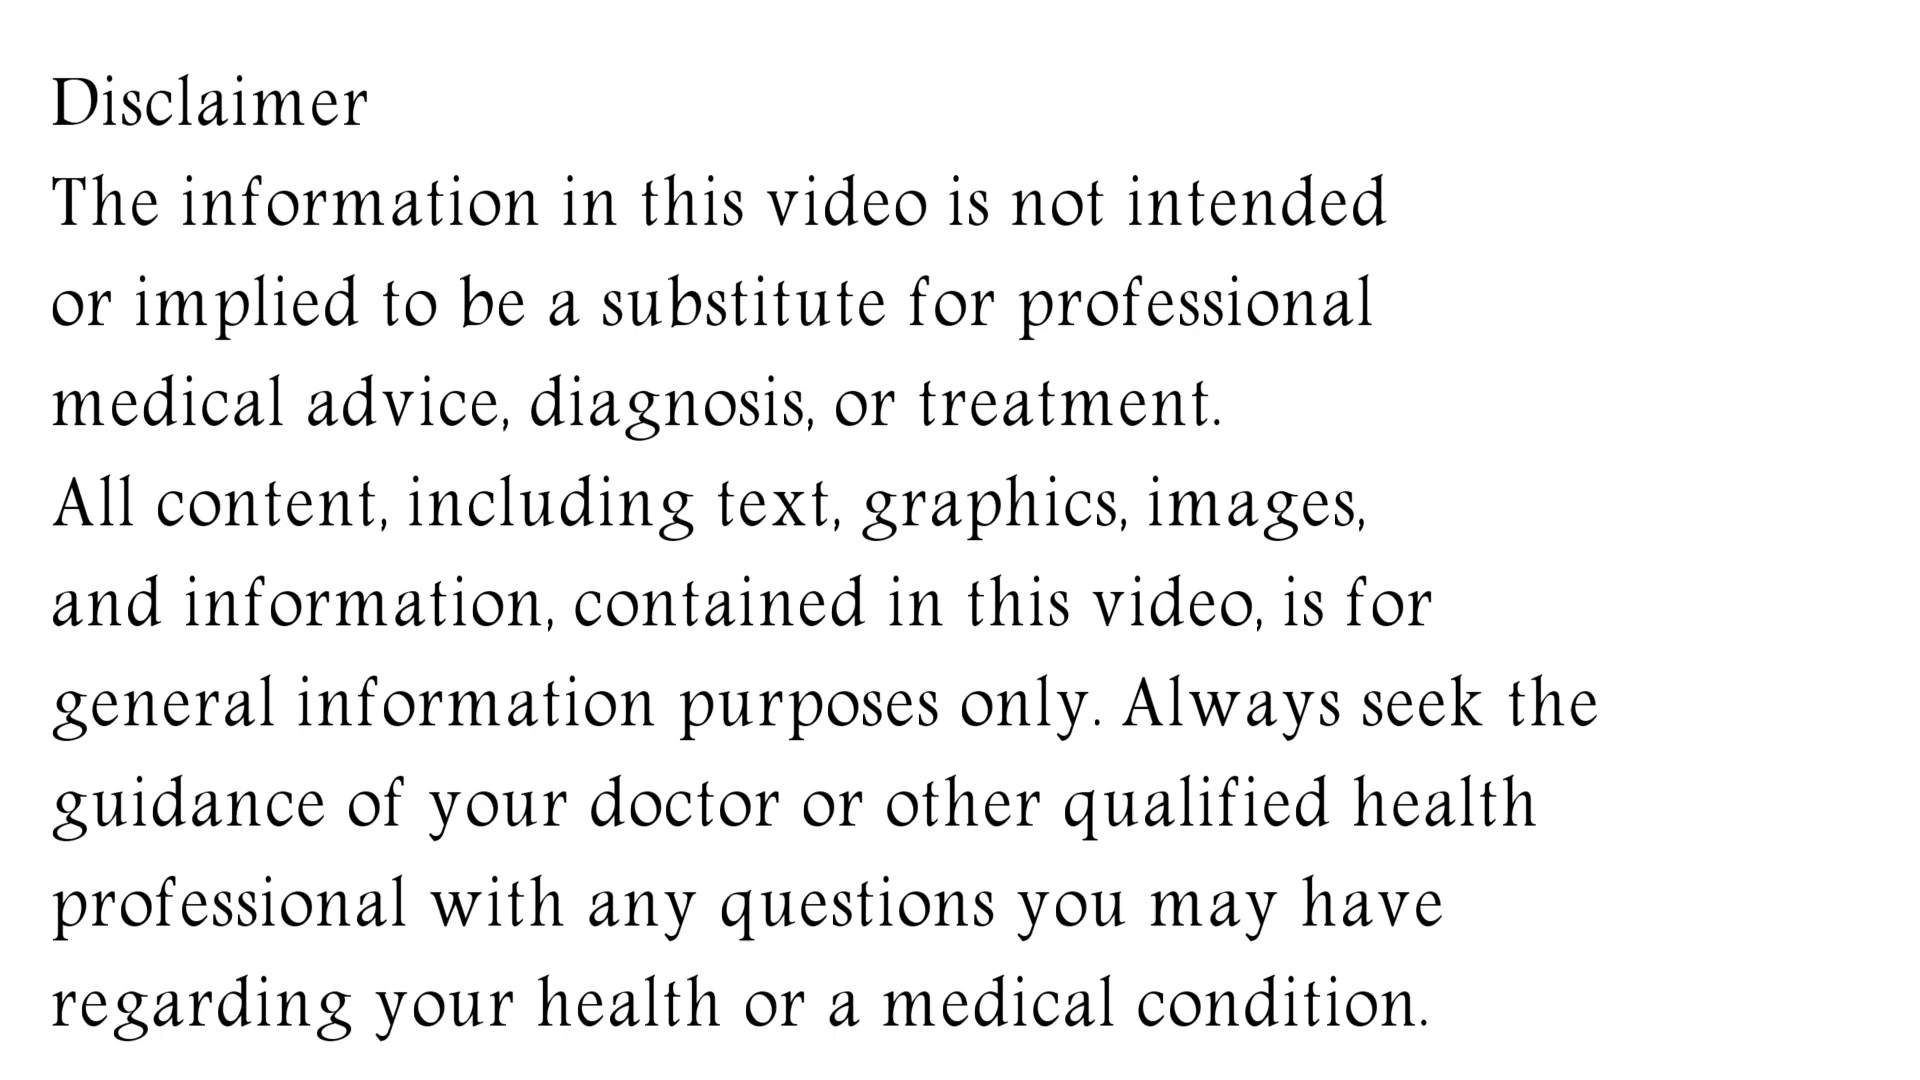 Disclaimer
The information in this video is not intended
or implied to be a substitute for professional
medical advice, diagnosis, or treatment.
All content, including text, graphics, images,
and information, contained in this video, is for
general information purposes only. Always seek the
guidance of your doctor or other qualified health
professional with any questions you may have
regarding your health or a medical condition.